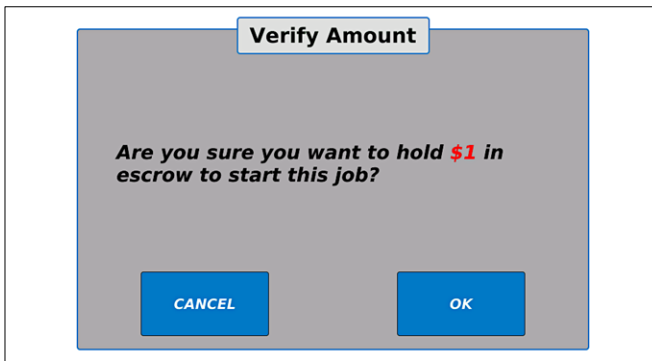 Verify Amount
Are you sure you want to hold $1 in
escrow to start this job?
CANCEL
OK